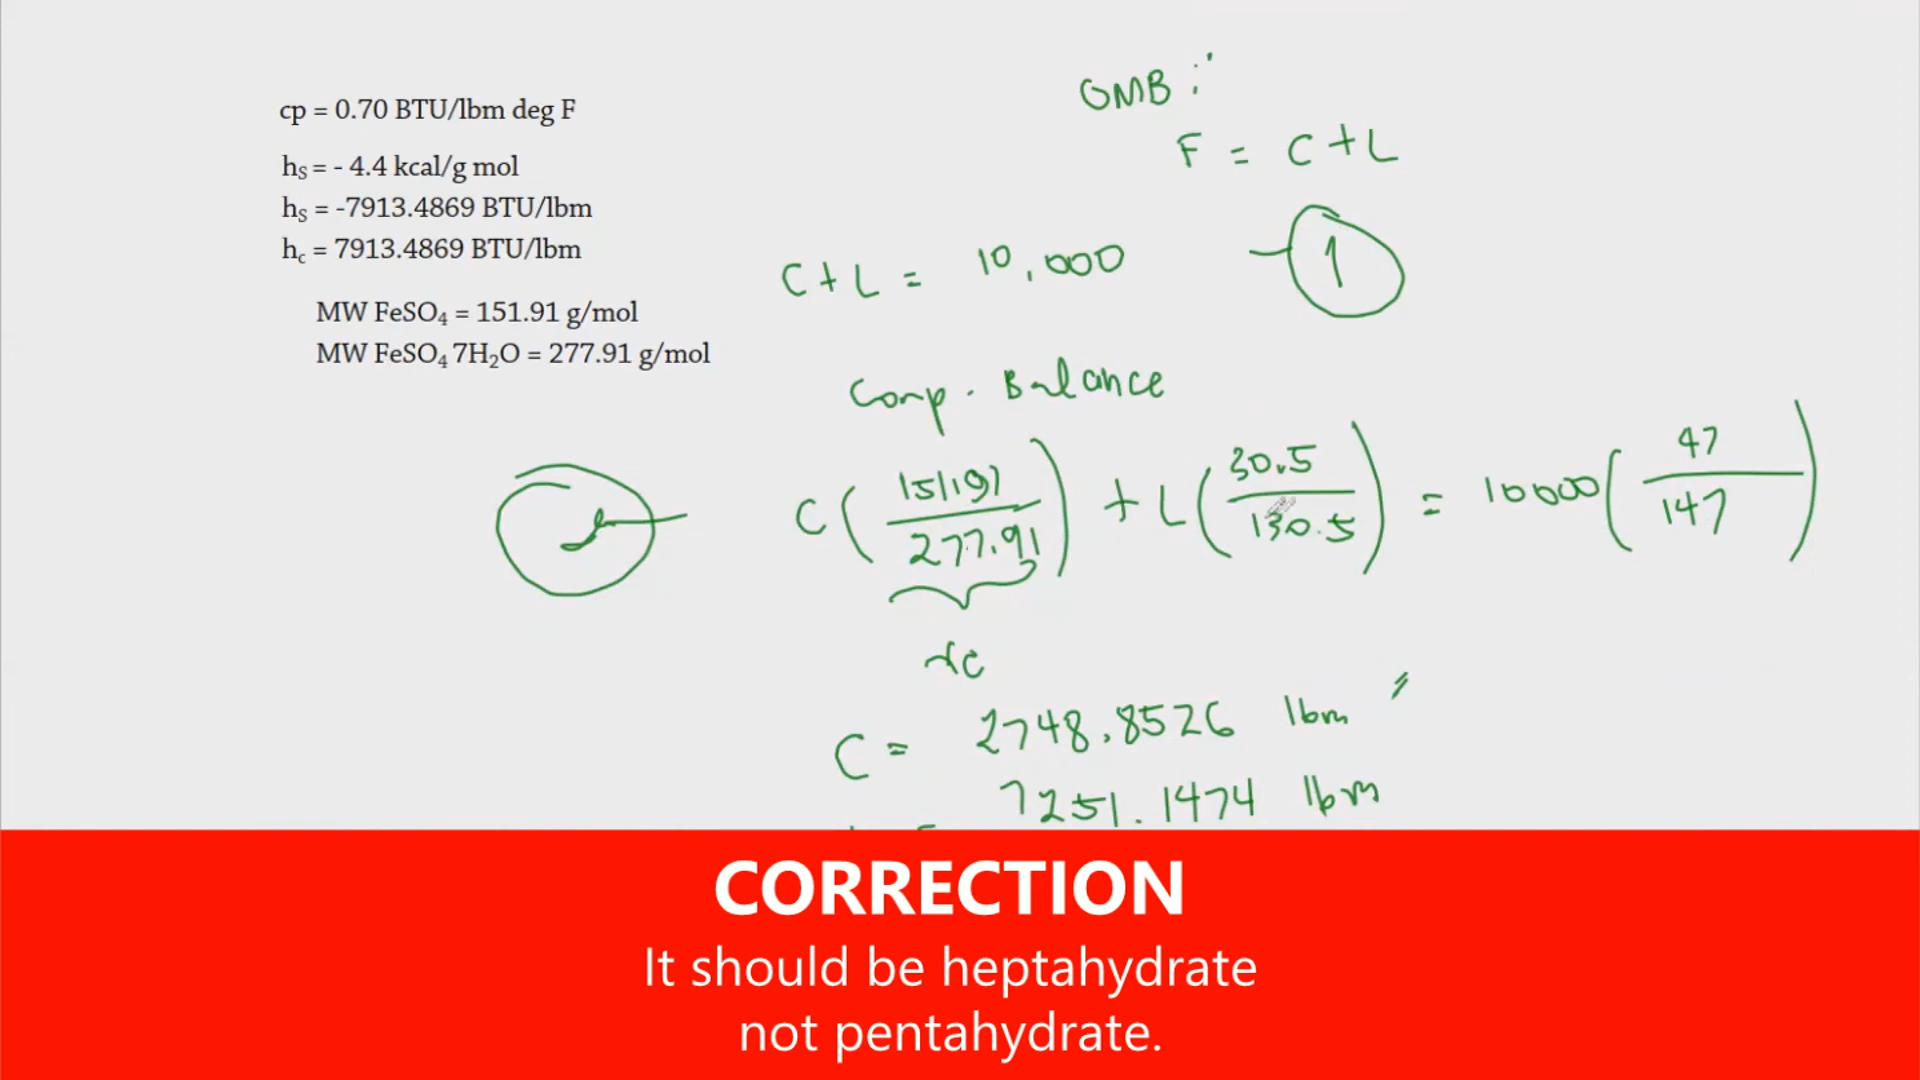 cp = 0.70 BTU/lbm deg F
hS = - 4.4 kcal/g mol
hS = -7913.4869 BTU/lbm
hc = 7913.4869 BTU/lbm
MW FeSO4 = 151.91 g/mol
MW FeSO4 7H2O = 277.91 g/mol
OMB :
F = C + L
C + L = 10,000 — 1
Comp. Balance
2 — C (151.91 / 277.91) + L (30.5 / 130.5) = 10000 (47 / 147)
xc
C = 2748.8526 lbm
7251.1474 lbm
CORRECTION
It should be heptahydrate
not pentahydrate.